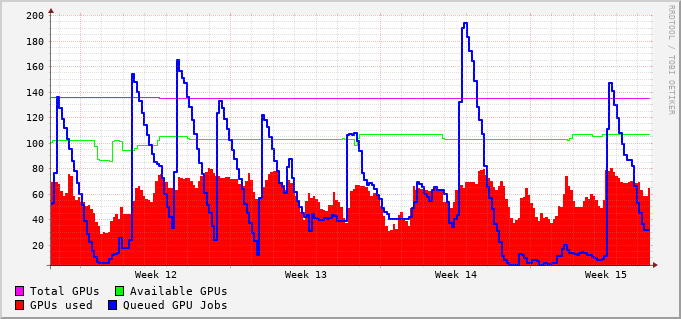 200
180
160
140
120
100
80
60
40
20
Week 12 Week 13 Week 14 Week 15
Total GPUs Available GPUs
GPUs used Queued GPU Jobs
RRDTOOL / TOBI OETIKER